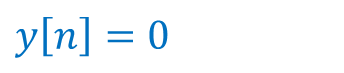 y[n] = 0